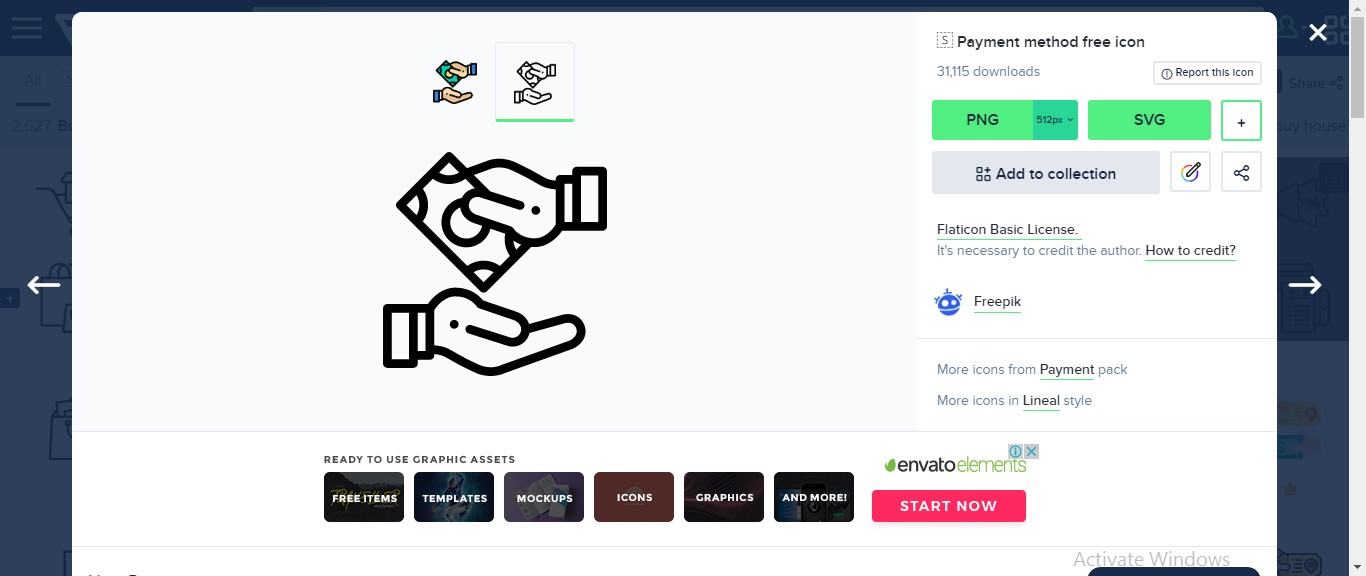 S Payment method free icon
31,115 downloads
Report this icon
PNG 512px SVG +
Add to collection
Flaticon Basic License.
It's necessary to credit the author. How to credit?
Freepik
More icons from Payment pack
More icons in Lineal style
All
Share
2,627
buy house
READY TO USE GRAPHIC ASSETS
FREE ITEMS
TEMPLATES
MOCKUPS
ICONS
GRAPHICS
AND MORE!
envatoelements
START NOW
Activate Windows